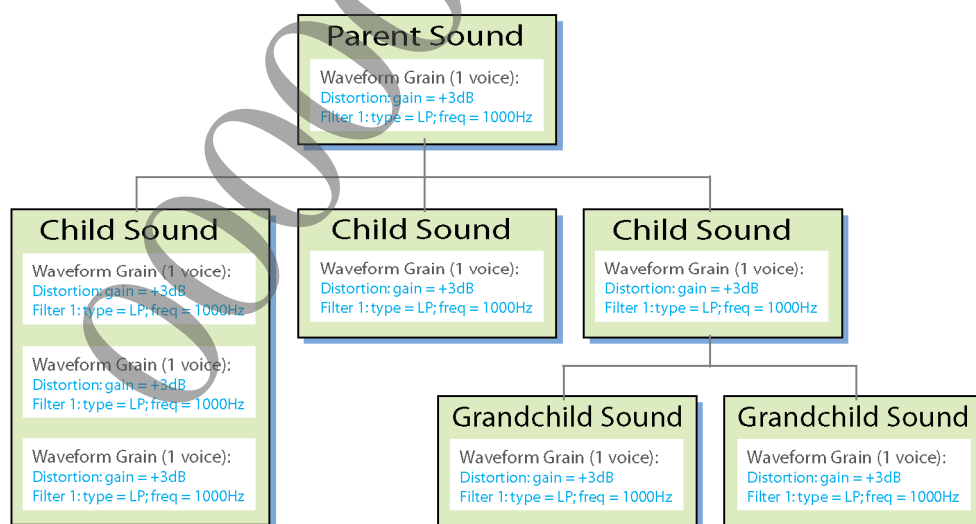 Parent Sound
Waveform Grain (1 voice):
Distortion: gain = +3dB
Filter 1: type = LP; freq = 1000Hz
Child Sound
Waveform Grain (1 voice):
Distortion: gain = +3dB
Filter 1: type = LP; freq = 1000Hz
Waveform Grain (1 voice):
Distortion: gain = +3dB
Filter 1: type = LP; freq = 1000Hz
Waveform Grain (1 voice):
Distortion: gain = +3dB
Filter 1: type = LP; freq = 1000Hz
Child Sound
Waveform Grain (1 voice):
Distortion: gain = +3dB
Filter 1: type = LP; freq = 1000Hz
Child Sound
Waveform Grain (1 voice):
Distortion: gain = +3dB
Filter 1: type = LP; freq = 1000Hz
Grandchild Sound
Waveform Grain (1 voice):
Distortion: gain = +3dB
Filter 1: type = LP; freq = 1000Hz
Grandchild Sound
Waveform Grain (1 voice):
Distortion: gain = +3dB
Filter 1: type = LP; freq = 1000Hz